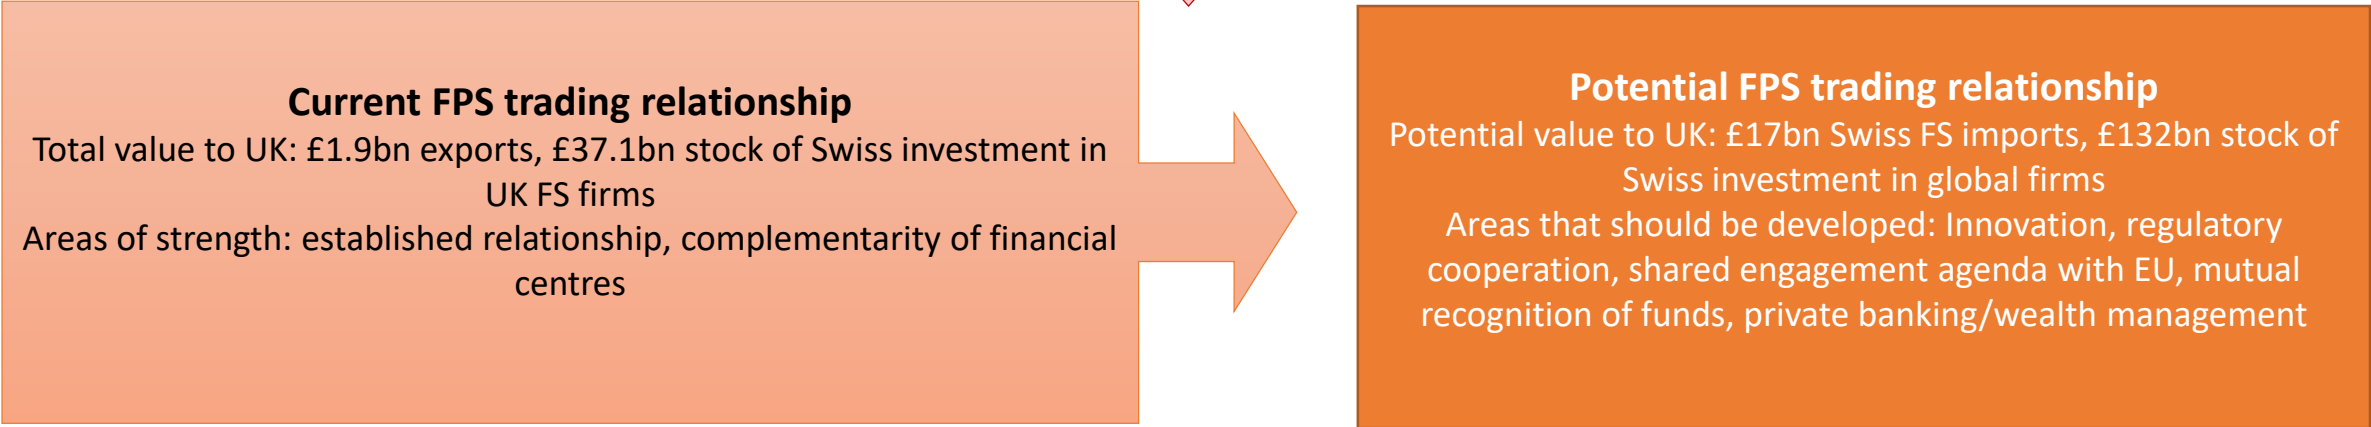 Current FPS trading relationship
Total value to UK: £1.9bn exports, £37.1bn stock of Swiss investment in
UK FS firms
Areas of strength: established relationship, complementarity of financial
centres
Potential FPS trading relationship
Potential value to UK: £17bn Swiss FS imports, £132bn stock of
Swiss investment in global firms
Areas that should be developed: Innovation, regulatory
cooperation, shared engagement agenda with EU, mutual
recognition of funds, private banking/wealth management